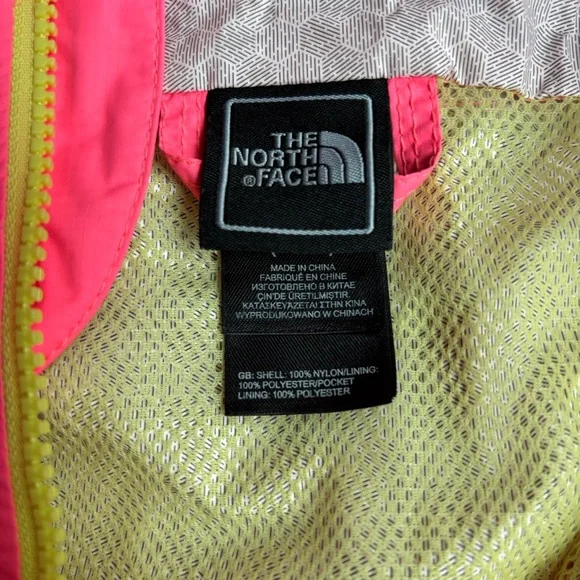 THE
NORTH
FACE®
MADE IN CHINA
FABRIQUÉ EN CHINE
ИЗГОТОВЛЕНО В КИТАЕ
ÇIN'DE ÜRETILMIŞTIR
ΚΑΤΑΣΚΕΥΑΖΕΤΑΙ ΣΤΗΝ ΚΙΝΑ
WYPRODUKOWANO W CHINACH
GB: SHELL: 100% NYLON/LINING:
100% POLYESTER/POCKET
LINING: 100% POLYESTER